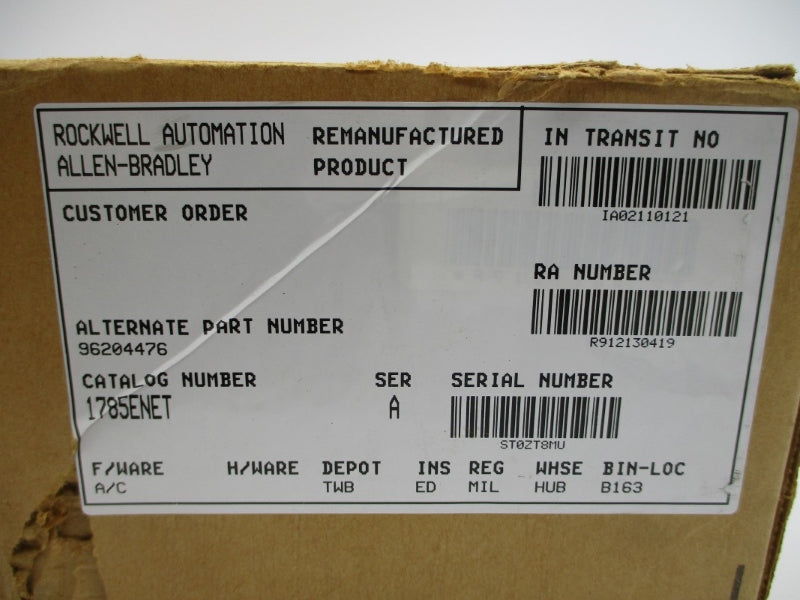 ROCKWELL AUTOMATION REMANUFACTURED
ALLEN-BRADLEY PRODUCT
IN TRANSIT NO
IA02110121
CUSTOMER ORDER
RA NUMBER
R912130419
ALTERNATE PART NUMBER
96204476
CATALOG NUMBER SER SERIAL NUMBER
1785ENET A
ST0ZT8MU
F/WARE H/WARE DEPOT INS REG WHSE BIN-LOC
A/C TWB ED MIL HUB B163